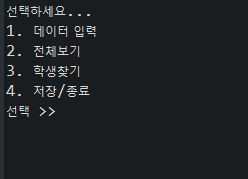 선택하세요...
1. 데이터 입력
2. 전체보기
3. 학생찾기
4. 저장/종료
선택 >>